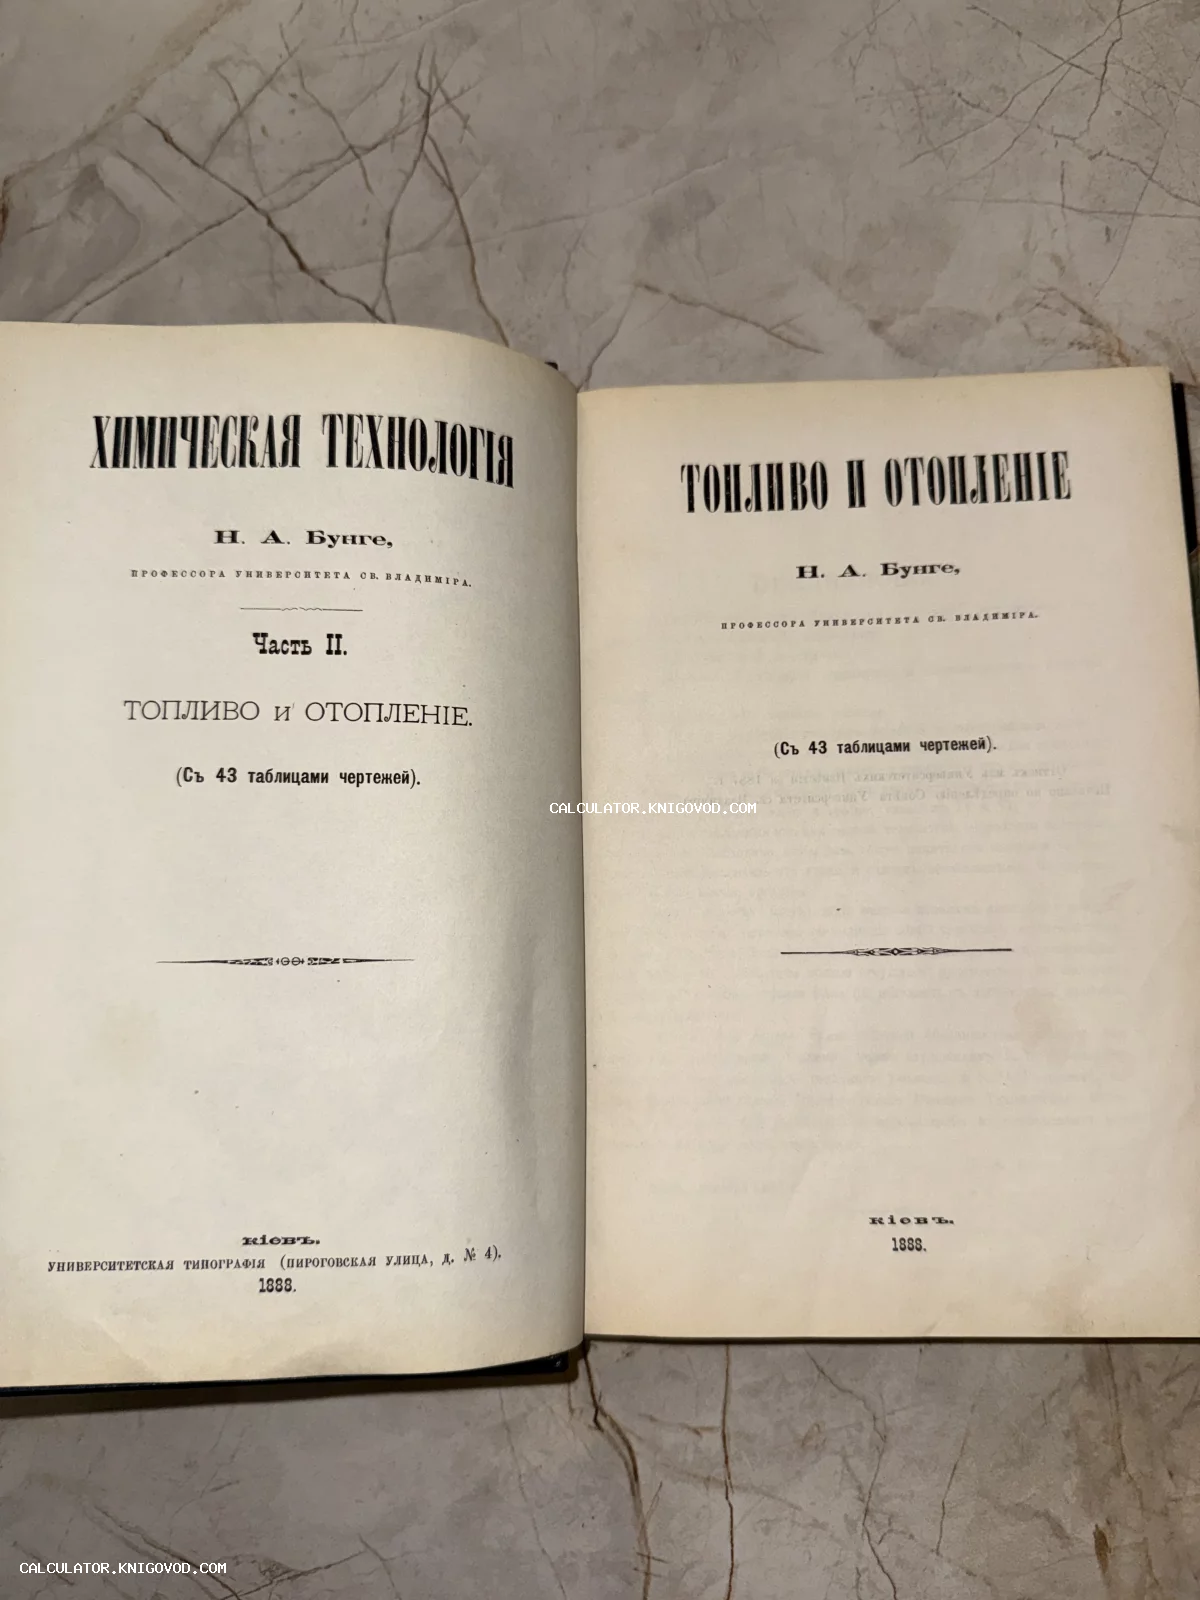 ХИМИЧЕСКАЯ ТЕХНОЛОГІЯ
Н. А. Бунге,
ПРОФЕССОРА УНИВЕРСИТЕТА СВ. ВЛАДИМІРА.
Часть II.
ТОПЛИВО и ОТОПЛЕНІЕ.
(Съ 43 таблицами чертежей).
КІЕВЪ.
УНИВЕРСИТЕТСКАЯ ТИПОГРАФІЯ (ПИРОГОВСКАЯ УЛИЦА, Д. № 4).
1888.
ТОПЛИВО И ОТОПЛЕНІЕ
Н. А. Бунге,
ПРОФЕССОРА УНИВЕРСИТЕТА СВ. ВЛАДИМІРА.
(Съ 43 таблицами чертежей).
КІЕВЪ.
1888.
CALCULATOR.KNIGOVOD.COM
CALCULATOR.KNIGOVOD.COM